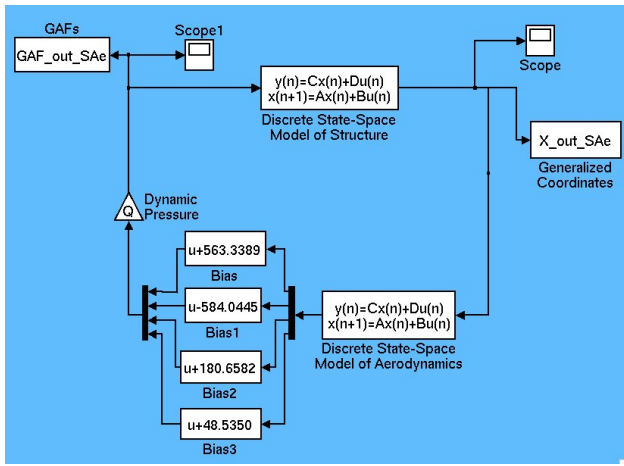 GAFs
GAF_out_SAe
Scope1
Scope
y(n)=Cx(n)+Du(n)
x(n+1)=Ax(n)+Bu(n)
Discrete State-Space
Model of Structure
X_out_SAe
Generalized
Coordinates
Q
Dynamic
Pressure
u+563.3389
Bias
u-584.0445
Bias1
u+180.6582
Bias2
u+48.5350
Bias3
y(n)=Cx(n)+Du(n)
x(n+1)=Ax(n)+Bu(n)
Discrete State-Space
Model of Aerodynamics